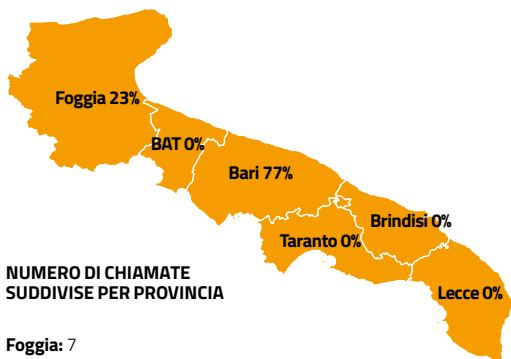 Foggia 23%
BAT 0%
Bari 77%
Brindisi 0%
Taranto 0%
Lecce 0%
NUMERO DI CHIAMATE
SUDDIVISE PER PROVINCIA
Foggia: 7